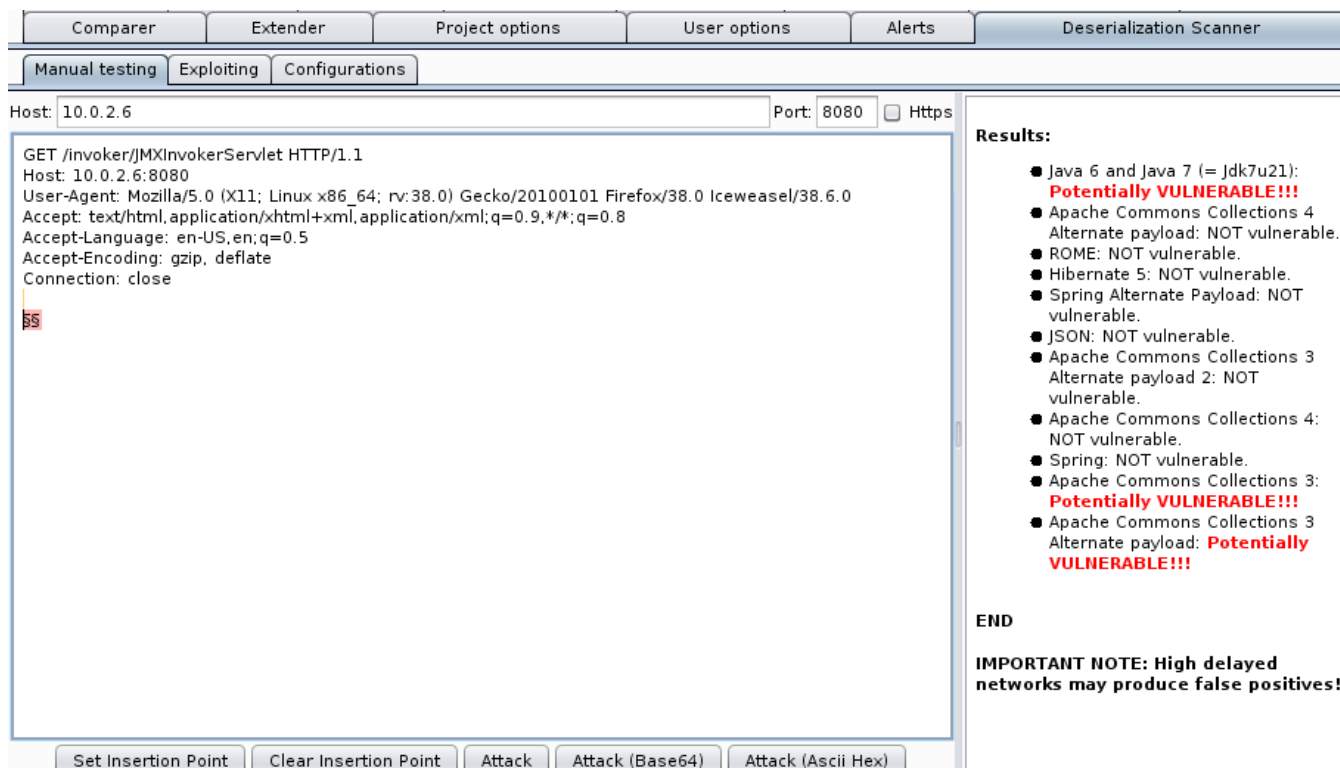 Comparer Extender Project options User options Alerts Deserialization Scanner
Manual testing Exploiting Configurations
Host: 10.0.2.6 Port: 8080 Https
GET /invoker/JMXInvokerServlet HTTP/1.1
Host: 10.0.2.6:8080
User-Agent: Mozilla/5.0 (X11; Linux x86_64; rv:38.0) Gecko/20100101 Firefox/38.0 Iceweasel/38.6.0
Accept: text/html,application/xhtml+xml,application/xml;q=0.9,*/*;q=0.8
Accept-Language: en-US,en;q=0.5
Accept-Encoding: gzip, deflate
Connection: close
§§
Set Insertion Point Clear Insertion Point Attack Attack (Base64) Attack (Ascii Hex)
Results:
Java 6 and Java 7 (= Jdk7u21):
Potentially VULNERABLE!!!
Apache Commons Collections 4
Alternate payload: NOT vulnerable.
ROME: NOT vulnerable.
Hibernate 5: NOT vulnerable.
Spring Alternate Payload: NOT
vulnerable.
JSON: NOT vulnerable.
Apache Commons Collections 3
Alternate payload 2: NOT
vulnerable.
Apache Commons Collections 4:
NOT vulnerable.
Spring: NOT vulnerable.
Apache Commons Collections 3:
Potentially VULNERABLE!!!
Apache Commons Collections 3
Alternate payload: Potentially
VULNERABLE!!!
END
IMPORTANT NOTE: High delayed
networks may produce false positives!